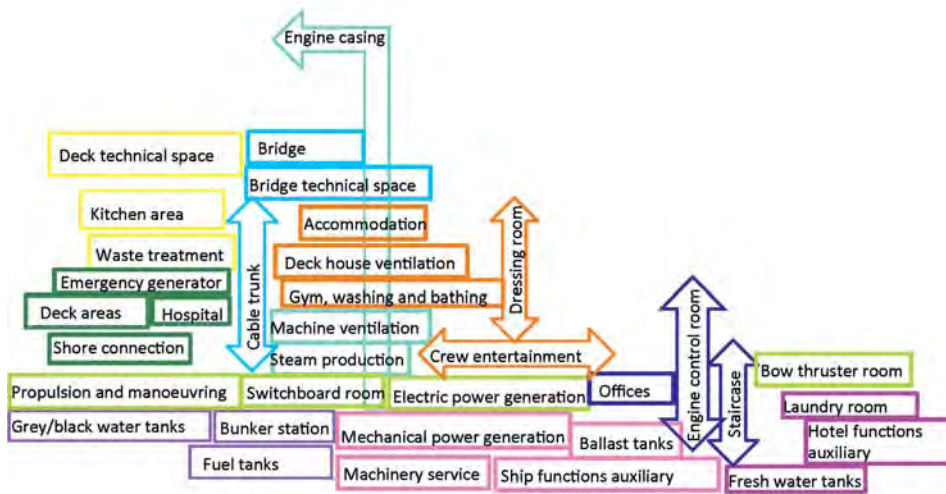 Engine casing
Deck technical space
Bridge
Bridge technical space
Kitchen area
Accommodation
Waste treatment
Deck house ventilation
Emergency generator
Gym, washing and bathing
Deck areas
Hospital
Cable trunk
Machine ventilation
Dressing room
Shore connection
Steam production
Crew entertainment
Engine control room
Staircase
Bow thruster room
Propulsion and manoeuvring
Switchboard room
Electric power generation
Offices
Laundry room
Grey/black water tanks
Bunker station
Mechanical power generation
Ballast tanks
Hotel functions
auxiliary
Fuel tanks
Machinery service
Ship functions auxiliary
Fresh water tanks